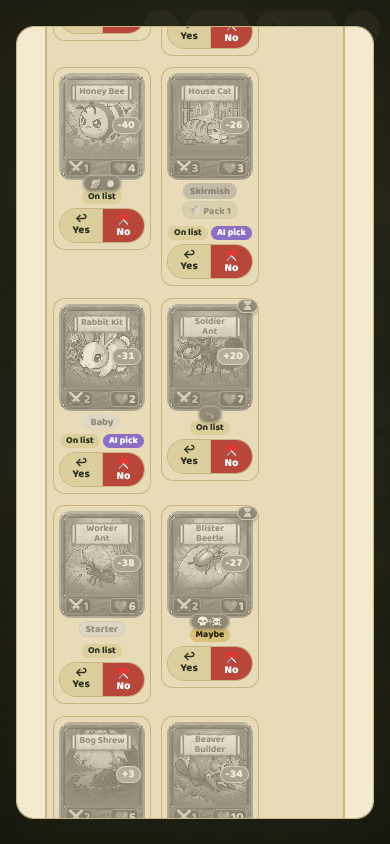 Yes
No
Yes
No
Honey Bee
-40
1
4
On list
Yes
No
House Cat
-26
3
3
Skirmish
Pack 1
On list
AI pick
Yes
No
Rabbit Kit
-31
2
2
Baby
On list
AI pick
Yes
No
Soldier
Ant
+20
2
7
On list
Yes
No
Worker
Ant
-38
1
6
Starter
On list
Yes
No
Blister
Beetle
-27
2
1
Maybe
Yes
No
Bog Shrew
+3
Beaver
Builder
-34